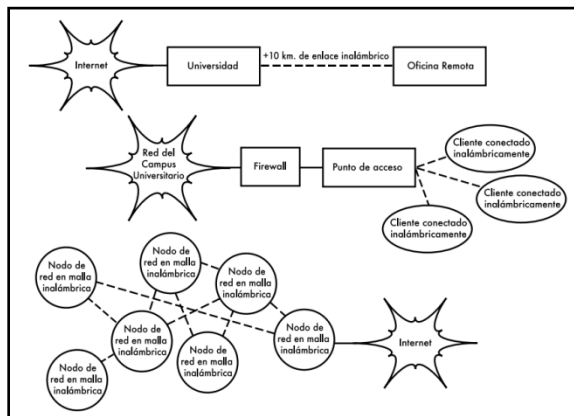 Internet
Universidad
+10 km. de enlace inalámbrico
Oficina Remota
Red del
Campus
Universitario
Firewall
Punto de acceso
Cliente conectado
inalámbricamente
Cliente conectado
inalámbricamente
Cliente conectado
inalámbricamente
Nodo de
red en malla
inalámbrica
Nodo de
red en malla
inalámbrica
Nodo de
red en malla
inalámbrica
Nodo de
red en malla
inalámbrica
Nodo de
red en malla
inalámbrica
Nodo de
red en malla
inalámbrica
Nodo de
red en malla
inalámbrica
Internet